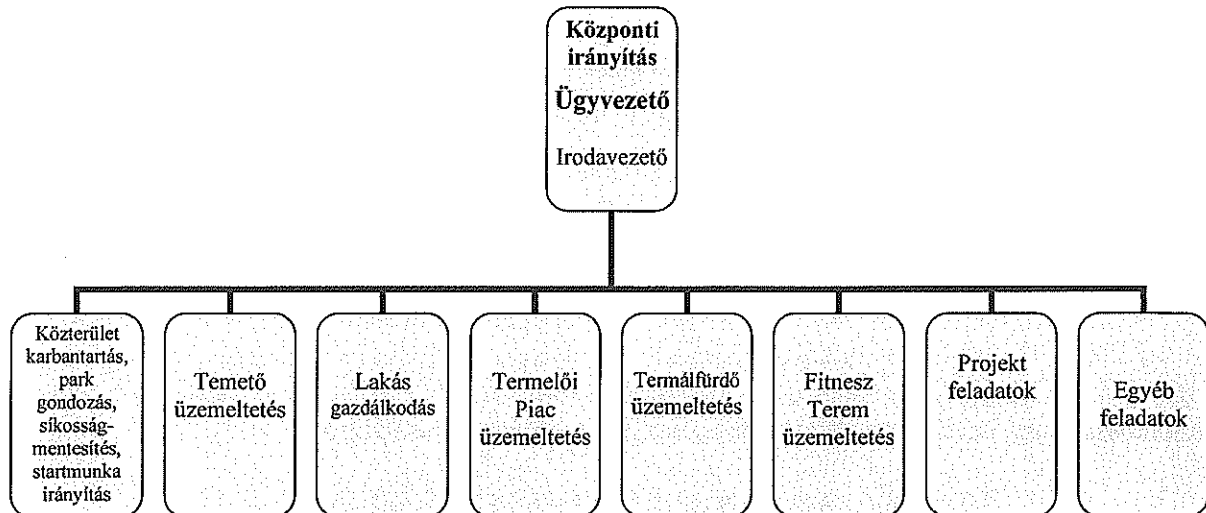 Központi
irányítás
Ügyvezető
Irodavezető
Közterület
karbantartás,
park
gondozás,
síkosság-
mentesítés,
startmunka
irányítás
Temető
üzemeltetés
Lakás
gazdálkodás
Termelői
Piac
üzemeltetés
Termálfürdő
üzemeltetés
Fitnesz
Terem
üzemeltetés
Projekt
feladatok
Egyéb
feladatok